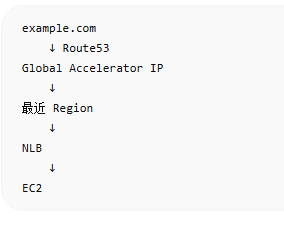 example.com
↓ Route53
Global Accelerator IP
↓
最近 Region
↓
NLB
↓
EC2